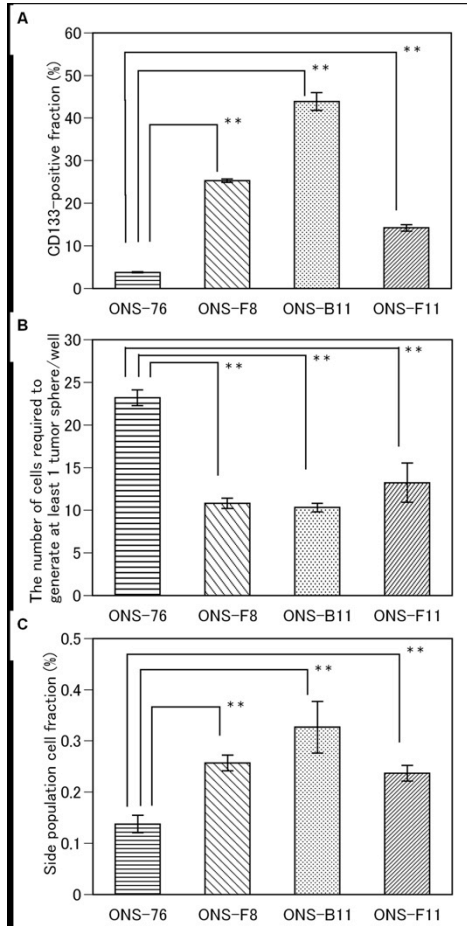 A
CD133-positive fraction (%)
60
50
40
30
20
10
0
**
**
**
ONS-76 ONS-F8 ONS-B11 ONS-F11
B
The number of cells required to
generate at least 1 tumor sphere/well
30
25
20
15
10
5
0
**
**
**
ONS-76 ONS-F8 ONS-B11 ONS-F11
C
Side population cell fraction (%)
0.5
0.4
0.3
0.2
0.1
0
**
**
**
ONS-76 ONS-F8 ONS-B11 ONS-F11